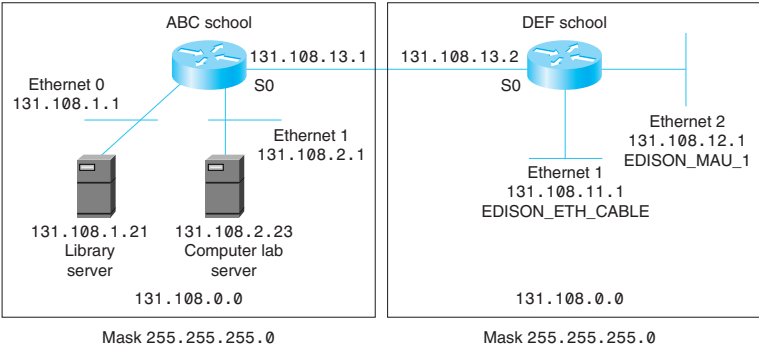 ABC school
131.108.13.1
S0
Ethernet 0
131.108.1.1
Ethernet 1
131.108.2.1
131.108.1.21
Library
server
131.108.2.23
Computer lab
server
131.108.0.0
Mask 255.255.255.0
DEF school
131.108.13.2
S0
Ethernet 2
131.108.12.1
EDISON_MAU_1
Ethernet 1
131.108.11.1
EDISON_ETH_CABLE
131.108.0.0
Mask 255.255.255.0